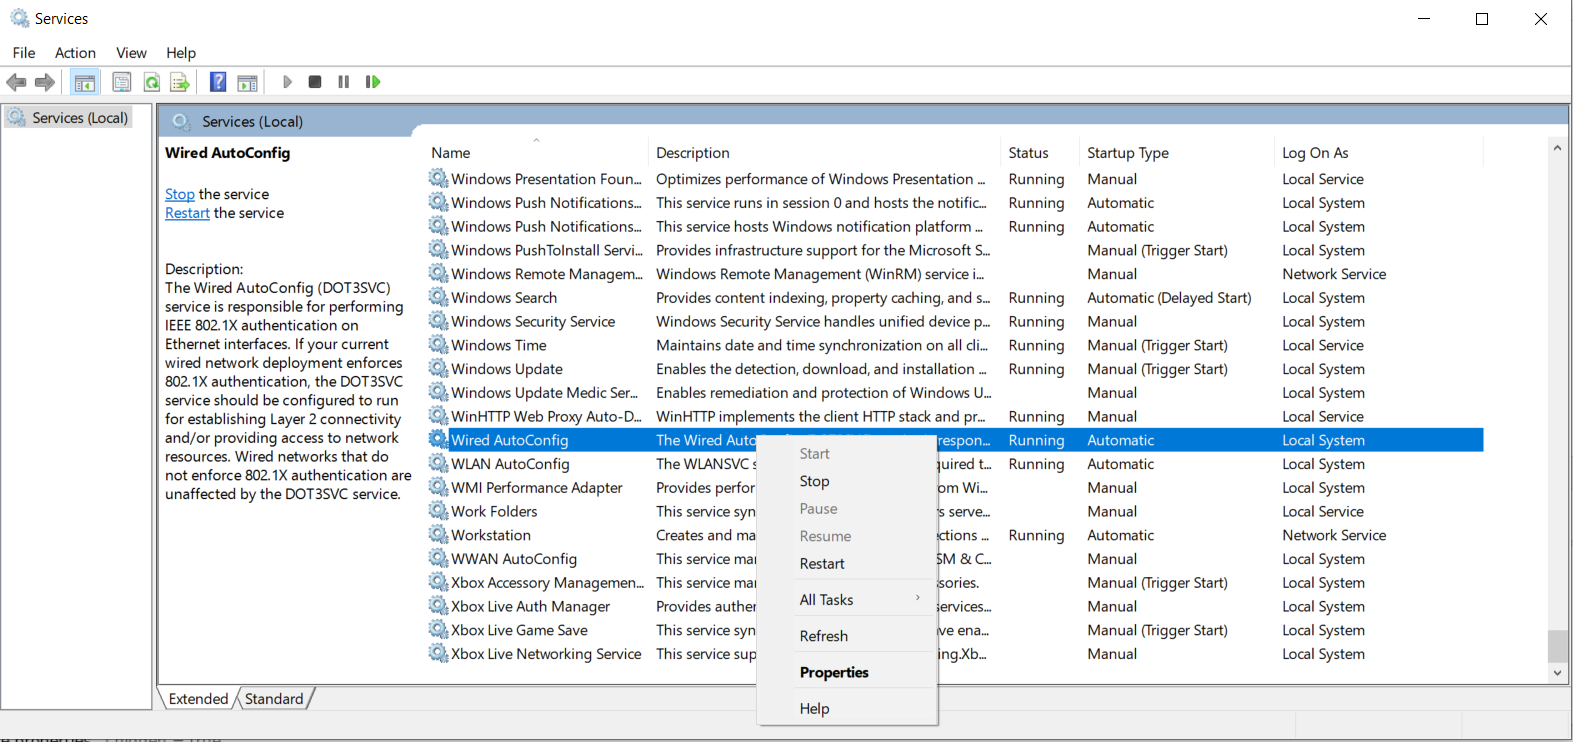 Services
File Action View Help
Services (Local)
Services (Local)
Wired AutoConfig
Stop the service
Restart the service
Description:
The Wired AutoConfig (DOT3SVC)
service is responsible for performing
IEEE 802.1X authentication on
Ethernet interfaces. If your current
wired network deployment enforces
802.1X authentication, the DOT3SVC
service should be configured to run
for establishing Layer 2 connectivity
and/or providing access to network
resources. Wired networks that do
not enforce 802.1X authentication are
unaffected by the DOT3SVC service.
Name Description Status Startup Type Log On As
Windows Presentation Foun... Optimizes performance of Windows Presentation ... Running Manual Local Service
Windows Push Notifications... This service runs in session 0 and hosts the notific... Running Automatic Local System
Windows Push Notifications... This service hosts Windows notification platform ... Running Automatic Local System
Windows PushToInstall Servi... Provides infrastructure support for the Microsoft S... Manual (Trigger Start) Local System
Windows Remote Managem... Windows Remote Management (WinRM) service i... Manual Network Service
Windows Search Provides content indexing, property caching, and s... Running Automatic (Delayed Start) Local System
Windows Security Service Windows Security Service handles unified device p... Running Manual Local System
Windows Time Maintains date and time synchronization on all cli... Running Manual (Trigger Start) Local Service
Windows Update Enables the detection, download, and installation ... Running Manual (Trigger Start) Local System
Windows Update Medic Ser... Enables remediation and protection of Windows U... Manual Local System
WinHTTP Web Proxy Auto-D... WinHTTP implements the client HTTP stack and pr... Running Manual Local Service
Wired AutoConfig The Wired respon... Running Automatic Local System
WLAN AutoConfig The WLANSVC s quired t... Running Automatic Local System
WMI Performance Adapter Provides perfor om Wi... Manual Local System
Work Folders This service syn s serve... Manual Local Service
Workstation Creates and ma ctions ... Running Automatic Network Service
WWAN AutoConfig This service ma SM & C... Manual Local System
Xbox Accessory Managemen... This service ma ssories. Manual (Trigger Start) Local System
Xbox Live Auth Manager Provides auther services... Manual Local System
Xbox Live Game Save This service syn ve ena... Manual (Trigger Start) Local System
Xbox Live Networking Service This service sup ing.Xb... Manual Local System
Start
Stop
Pause
Resume
Restart
All Tasks
Refresh
Properties
Help
Extended Standard